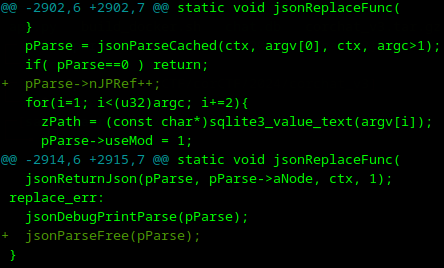 @@ -2902,6 +2902,7 @@ static void jsonReplaceFunc(
   }
   pParse = jsonParseCached(ctx, argv[0], ctx, argc>1);
   if( pParse==0 ) return;
+  pParse->nJPRef++;
   for(i=1; i<(u32)argc; i+=2){
     zPath = (const char*)sqlite3_value_text(argv[i]);
     pParse->useMod = 1;
@@ -2914,6 +2915,7 @@ static void jsonReplaceFunc(
   jsonReturnJson(pParse, pParse->aNode, ctx, 1);
 replace_err:
   jsonDebugPrintParse(pParse);
+  jsonParseFree(pParse);
 }